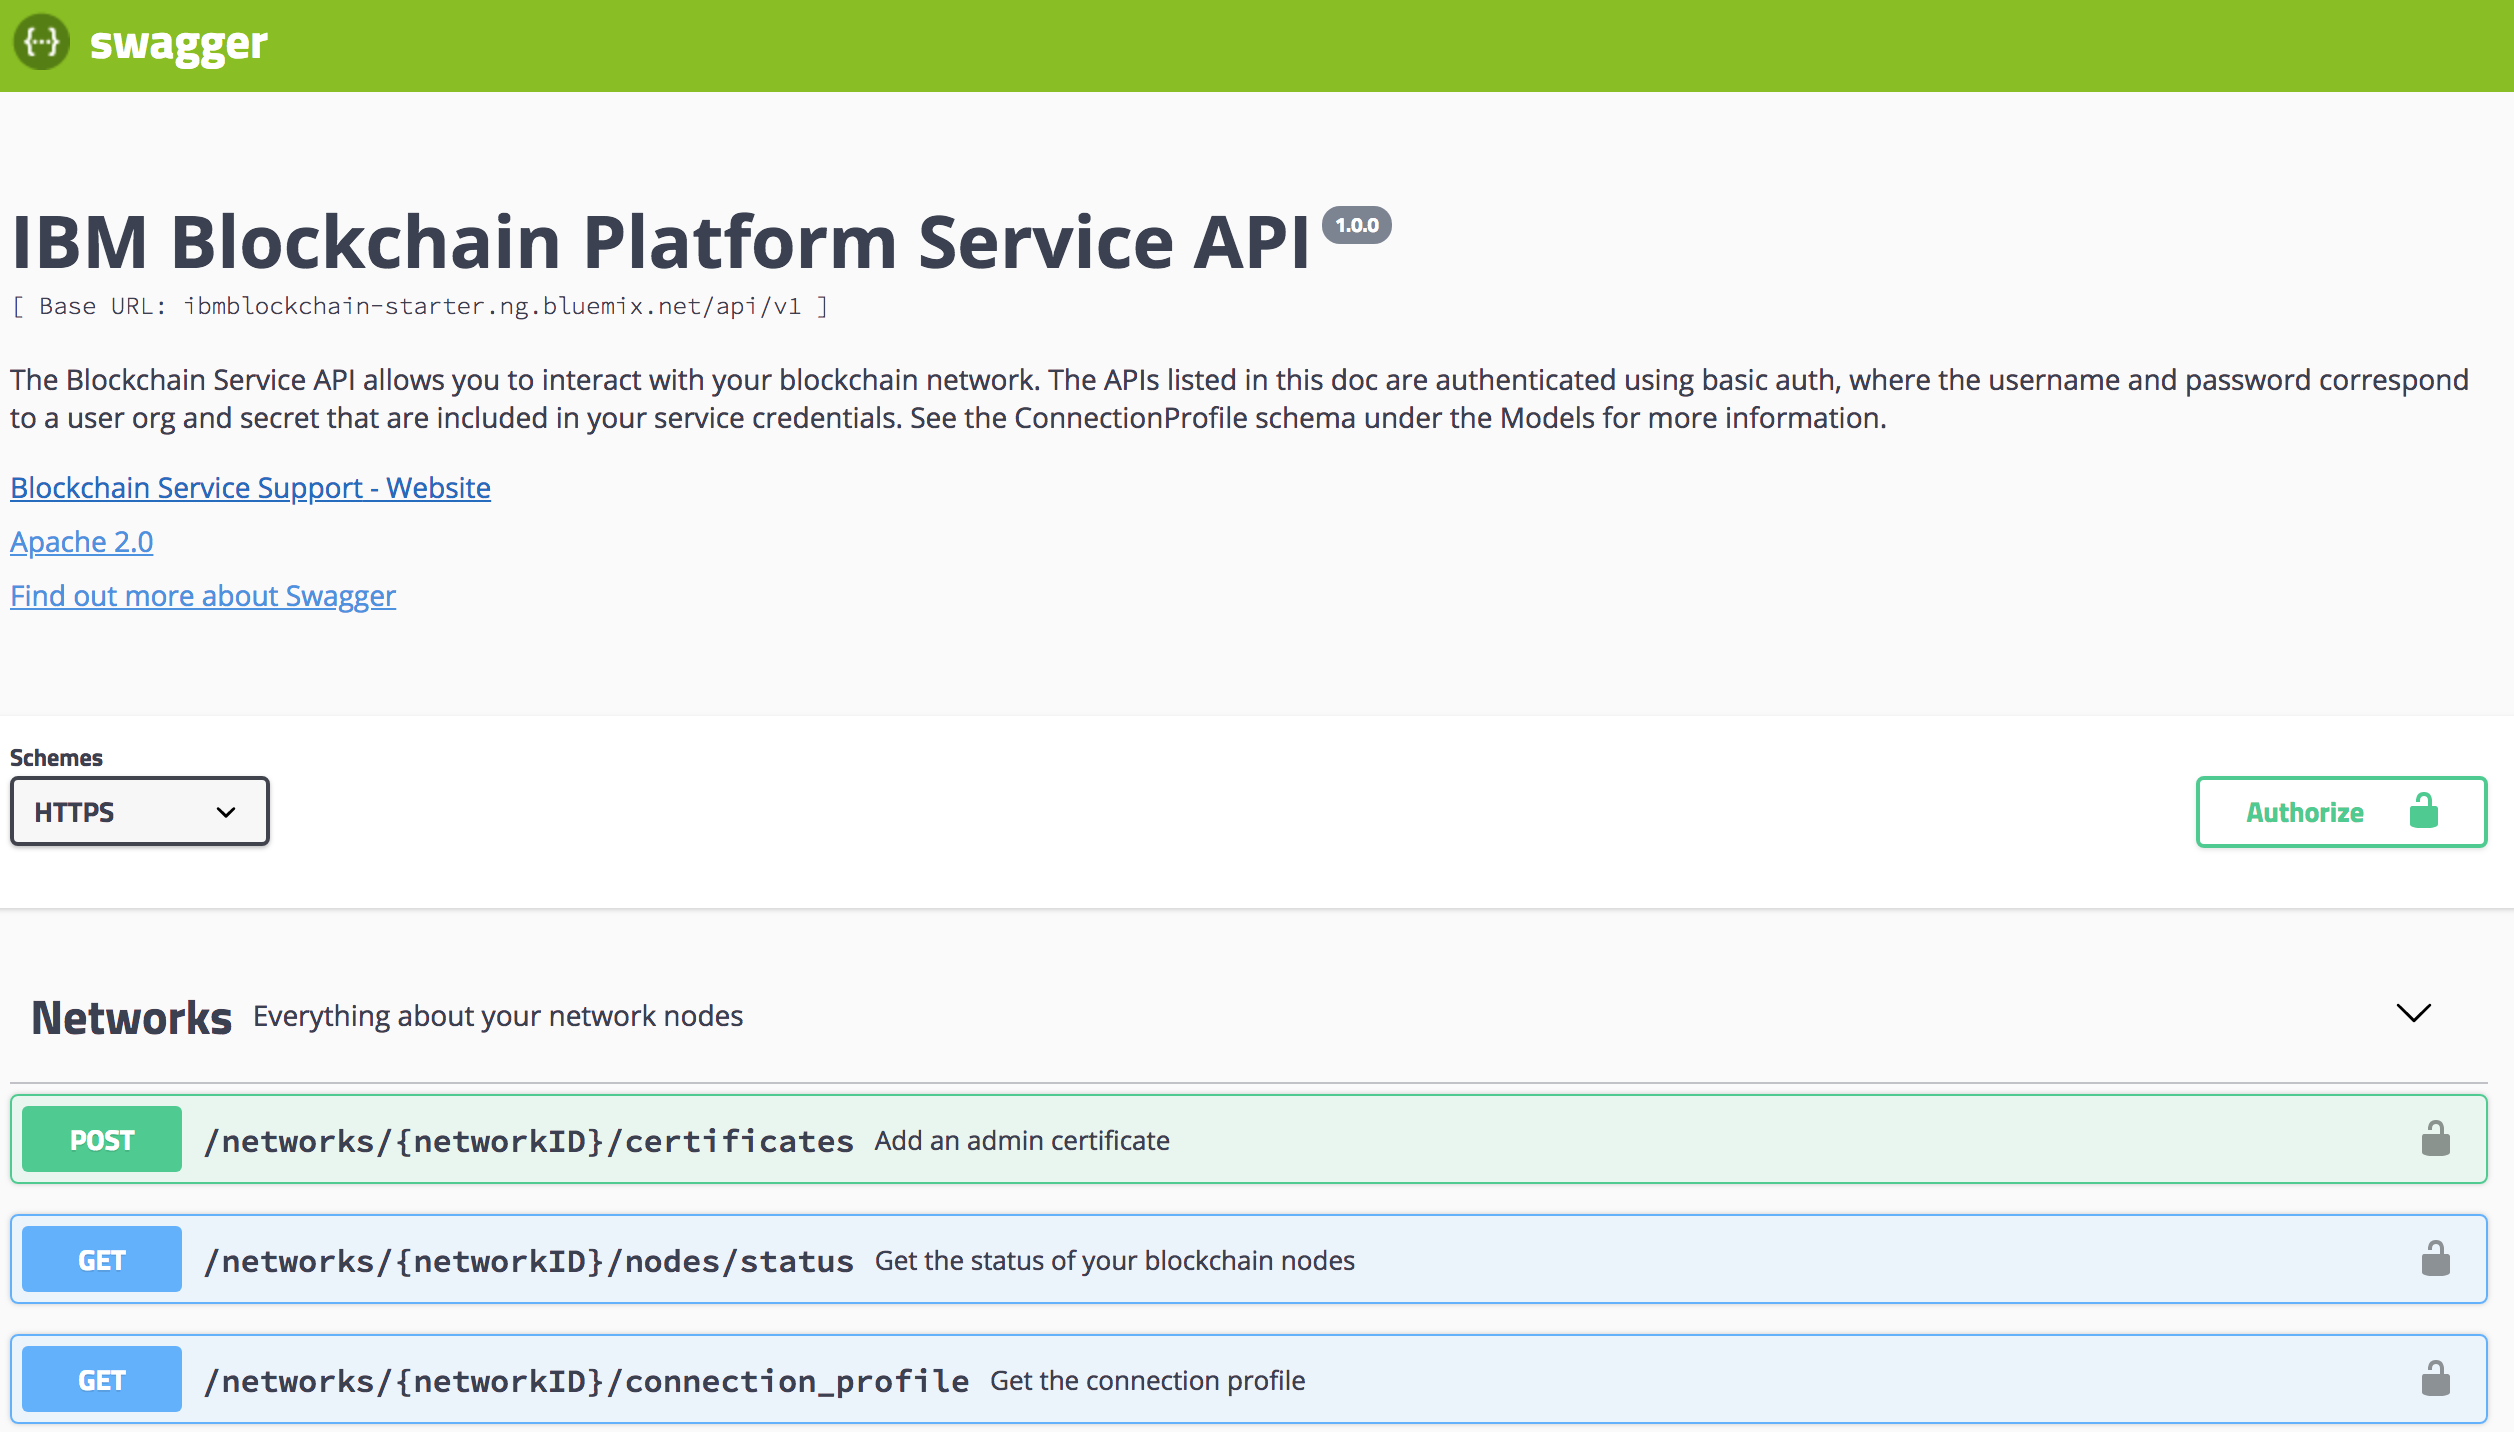 {···} swagger
IBM Blockchain Platform Service API 1.0.0
[ Base URL: ibmblockchain-starter.ng.bluemix.net/api/v1 ]
The Blockchain Service API allows you to interact with your blockchain network. The APIs listed in this doc are authenticated using basic auth, where the username and password correspond
to a user org and secret that are included in your service credentials. See the ConnectionProfile schema under the Models for more information.
Blockchain Service Support - Website
Apache 2.0
Find out more about Swagger
Schemes
HTTPS
Authorize
Networks Everything about your network nodes
POST /networks/{networkID}/certificates Add an admin certificate
GET /networks/{networkID}/nodes/status Get the status of your blockchain nodes
GET /networks/{networkID}/connection_profile Get the connection profile